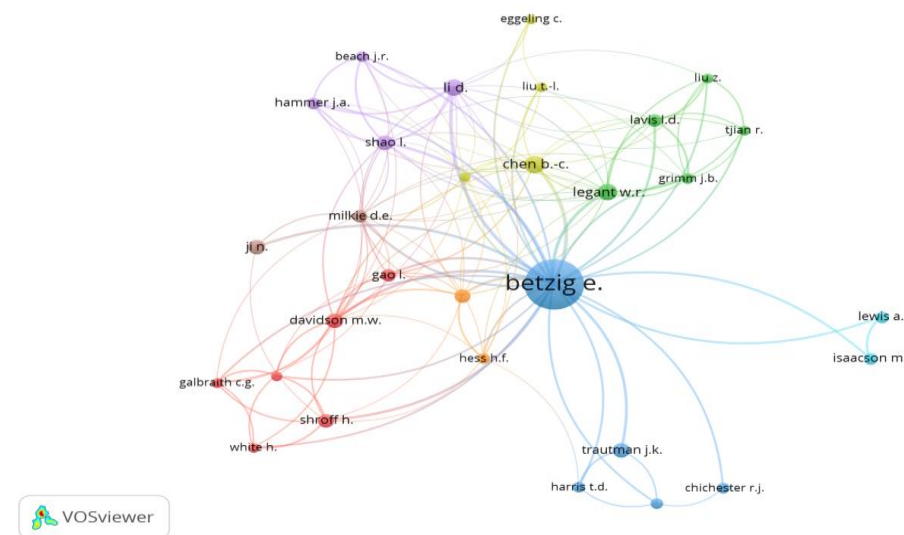 eggeling c.
beach j.r.
liu z.
li d.
liu t.-l.
hammer j.a.
lavis l.d.
tjian r.
shao l.
chen b.-c.
grimm j.b.
legant w.r.
milkie d.e.
ji n.
gao l.
betzig e.
lewis a.
davidson m.w.
hess h.f.
isaacson m
galbraith c.g.
shroff h.
white h.
trautman j.k.
harris t.d.
chichester r.j.
VOSviewer